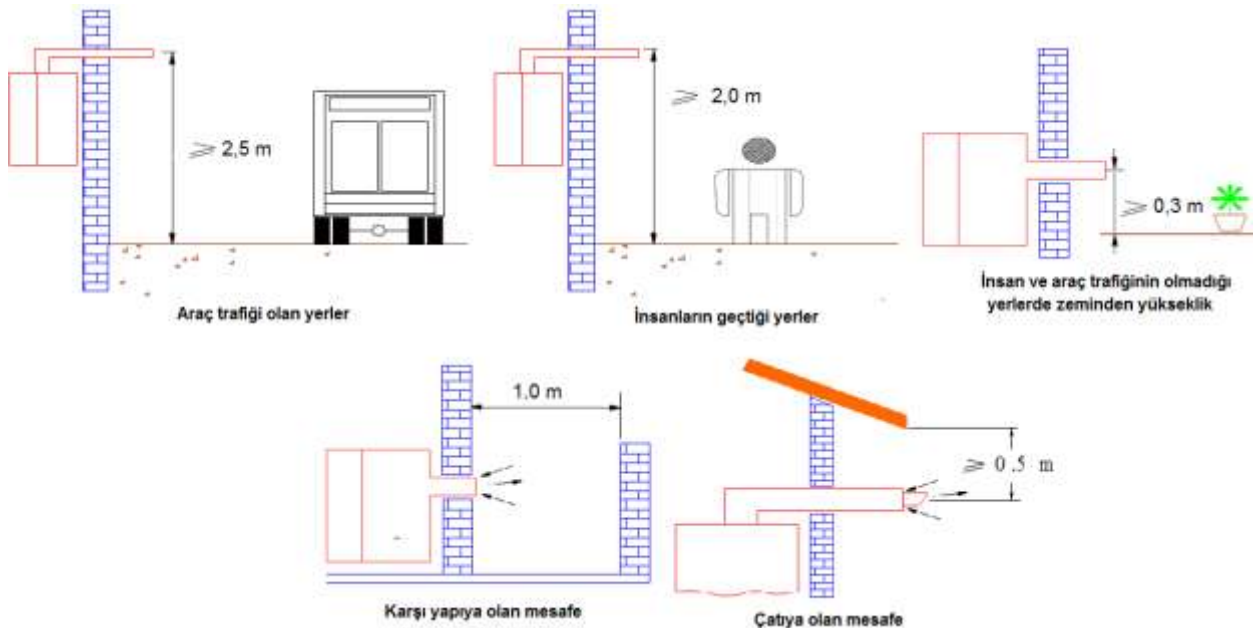 ⩾ 2,5 m
Araç trafiği olan yerler
⩾ 2,0 m
İnsanların geçtiği yerler
⩾ 0,3 m
İnsan ve araç trafiğinin olmadığı
yerlerde zeminden yükseklik
1.0 m
Karşı yapıya olan mesafe
⩾ 0.5 m
Çatıya olan mesafe